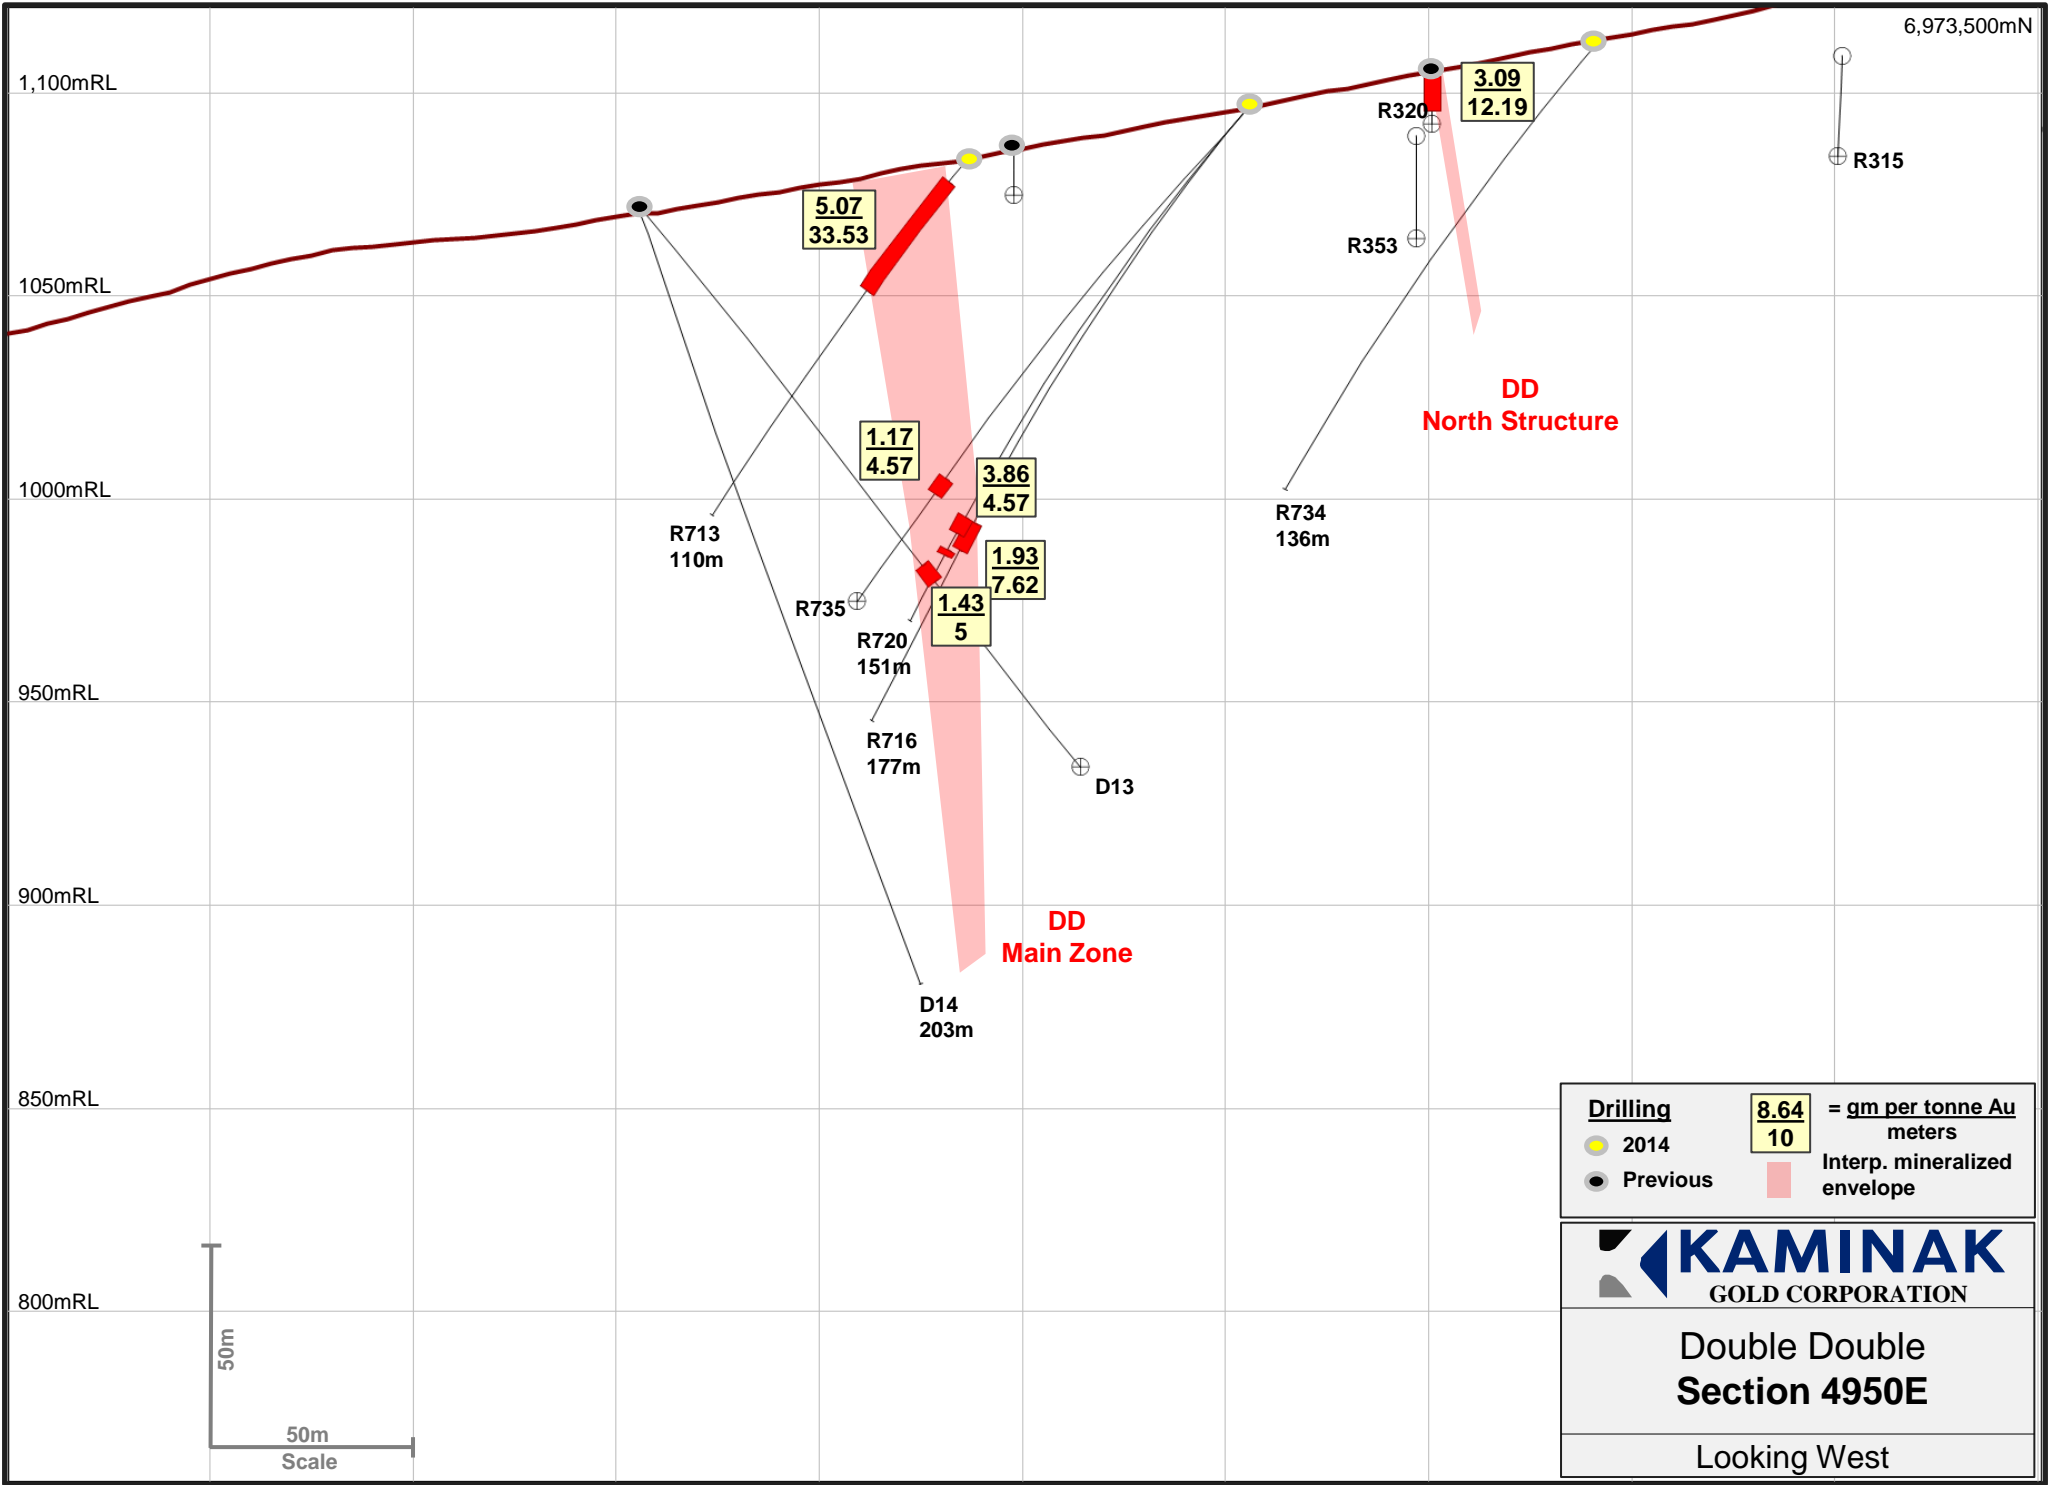 6,973,500mN
1,100mRL
3.09
12.19
R320
R315
R353
5.07
33.53
1050mRL
DD
North Structure
1.17
4.57
3.86
4.57
1000mRL
R713
110m
R734
136m
1.93
7.62
1.43
5
R735
R720
151m
950mRL
R716
177m
D13
900mRL
DD
Main Zone
D14
203m
850mRL
Drilling
2014
Previous
8.64
10
= gm per tonne Au
meters
Interp. mineralized
envelope
KAMINAK
GOLD CORPORATION
800mRL
Double Double
Section 4950E
Looking West
50m
50m
Scale